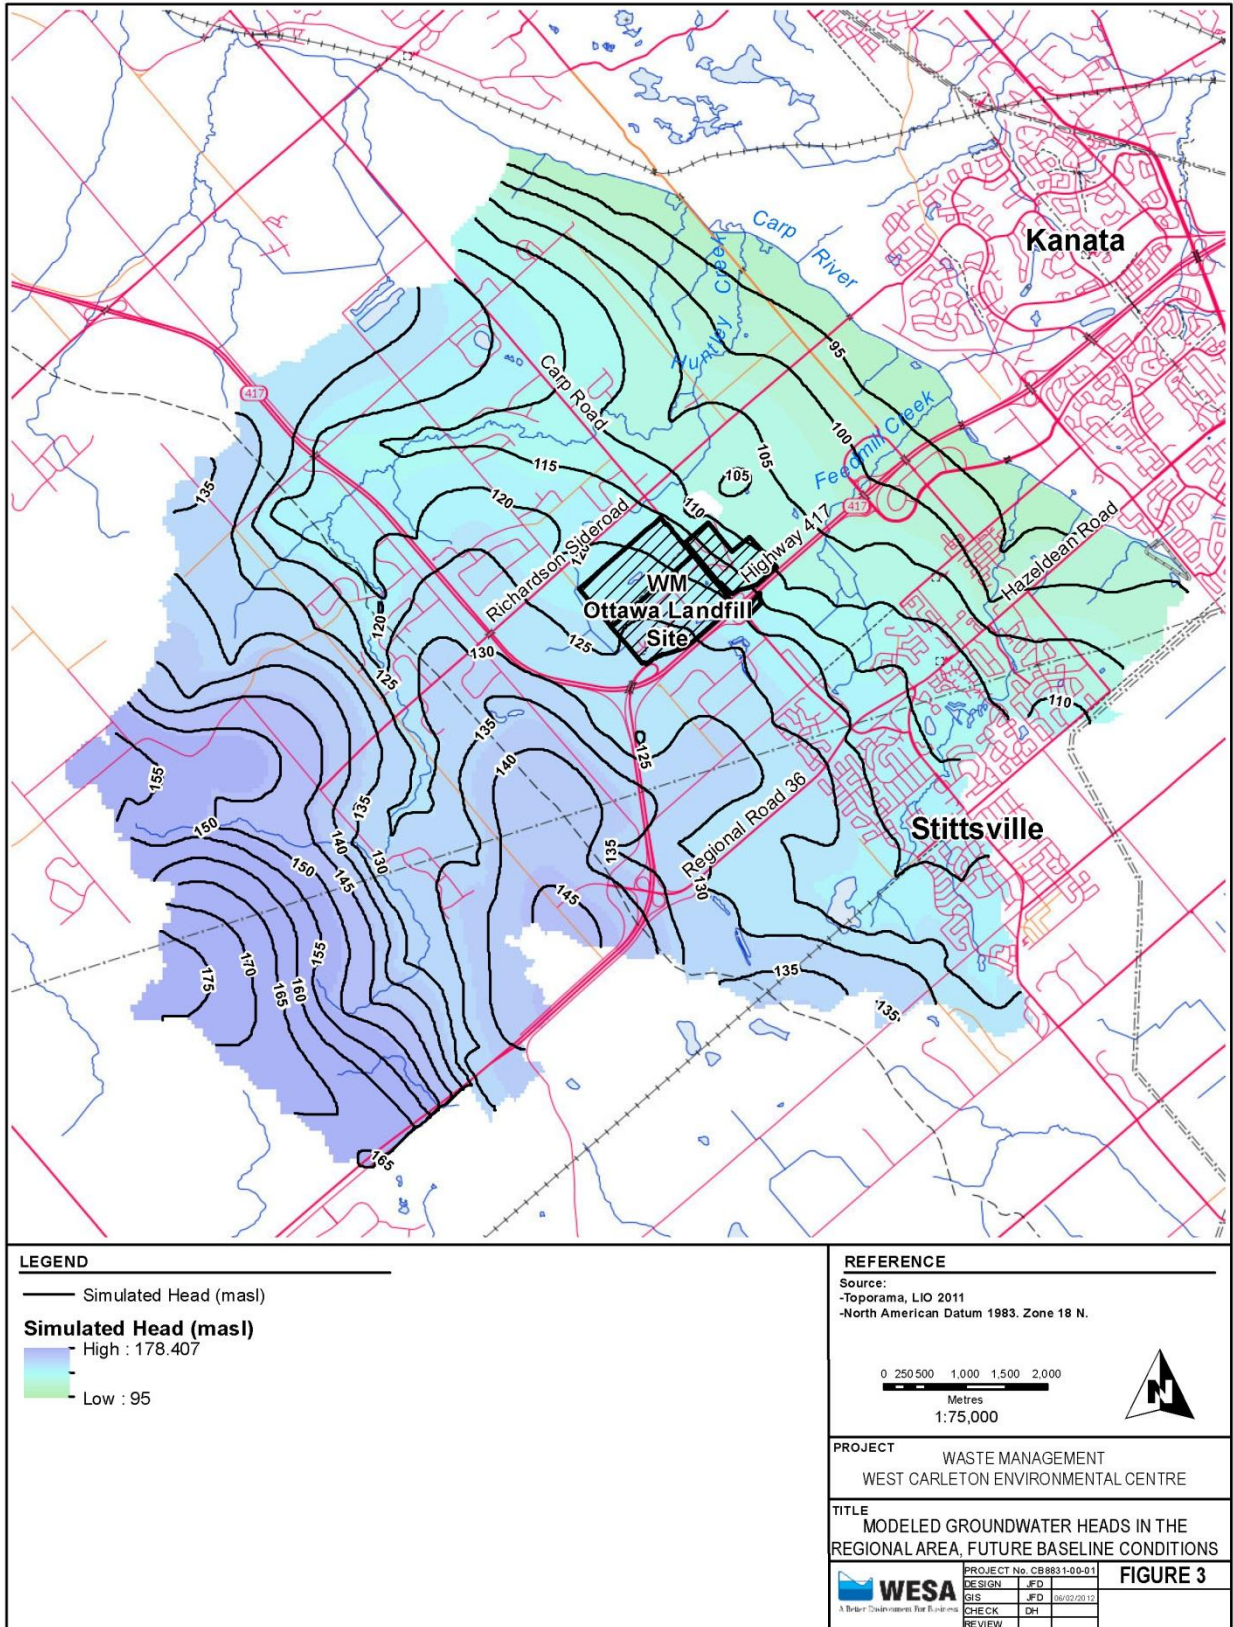 Kanata
Carp
River
Huntley Creek
95
417
Carp Road
100
Feedmill Creek
105
115
105
135
120
110
417
Hazeldean Road
Richardson Sideroad
120
Highway 417
WM
Ottawa Landfill
Site
120
125
130
125
110
135
125
140
155
135
Regional Road 36
150
Stittsville
140
130
135
150
145
130
145
155
170
175
160
165
135
135
165
LEGEND
Simulated Head (masl)
Simulated Head (masl)
High : 178.407
Low : 95
REFERENCE
Source:
-Toporama, LIO 2011
-North American Datum 1983. Zone 18 N.
0 250 500 1,000 1,500 2,000
Metres
1:75,000
N
PROJECT
WASTE MANAGEMENT
WEST CARLETON ENVIRONMENTAL CENTRE
TITLE
MODELED GROUNDWATER HEADS IN THE
REGIONAL AREA, FUTURE BASELINE CONDITIONS
WESA
A Better Environment For Business
PROJECT No. CB8831-00-01
DESIGN JFD
GIS JFD 06/02/2012
CHECK DH
REVIEW
FIGURE 3